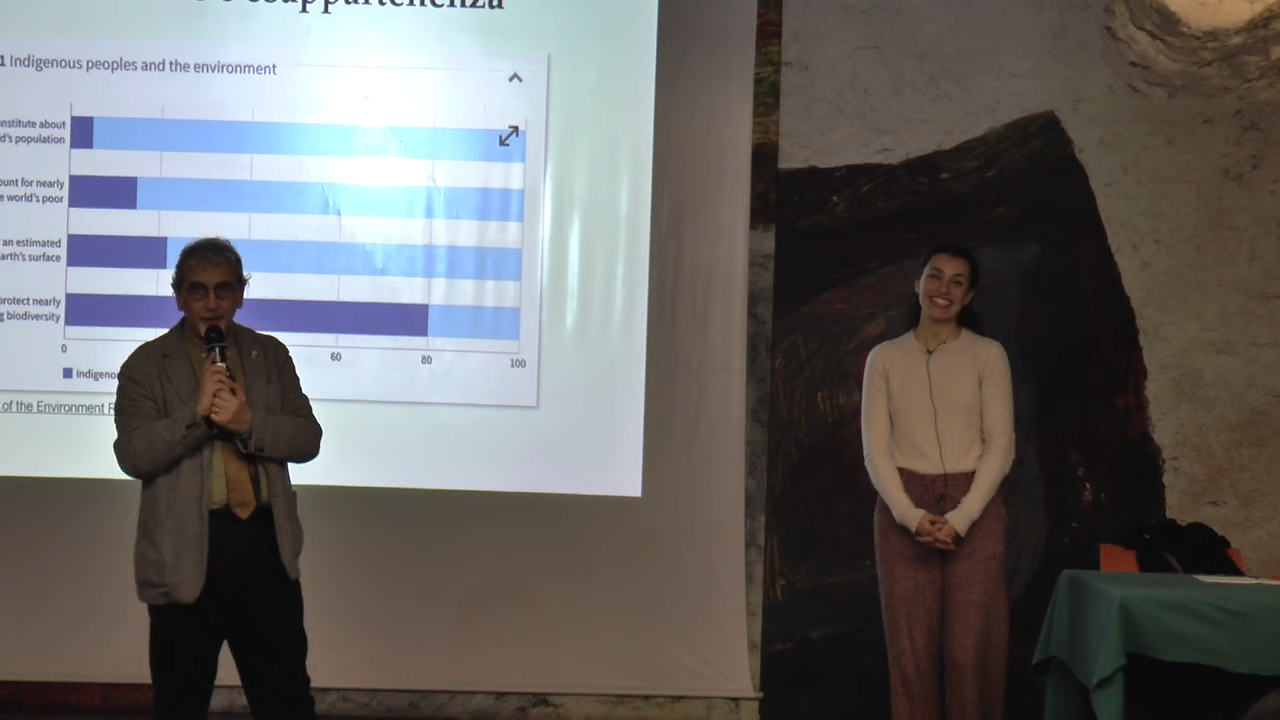 coappartenenza
1 Indigenous peoples and the environment
nstitute about
d's population
ount for nearly
e world's poor
an estimated
arth's surface
protect nearly
g biodiversity
0 60 80 100
Indigeno
of the Environment R